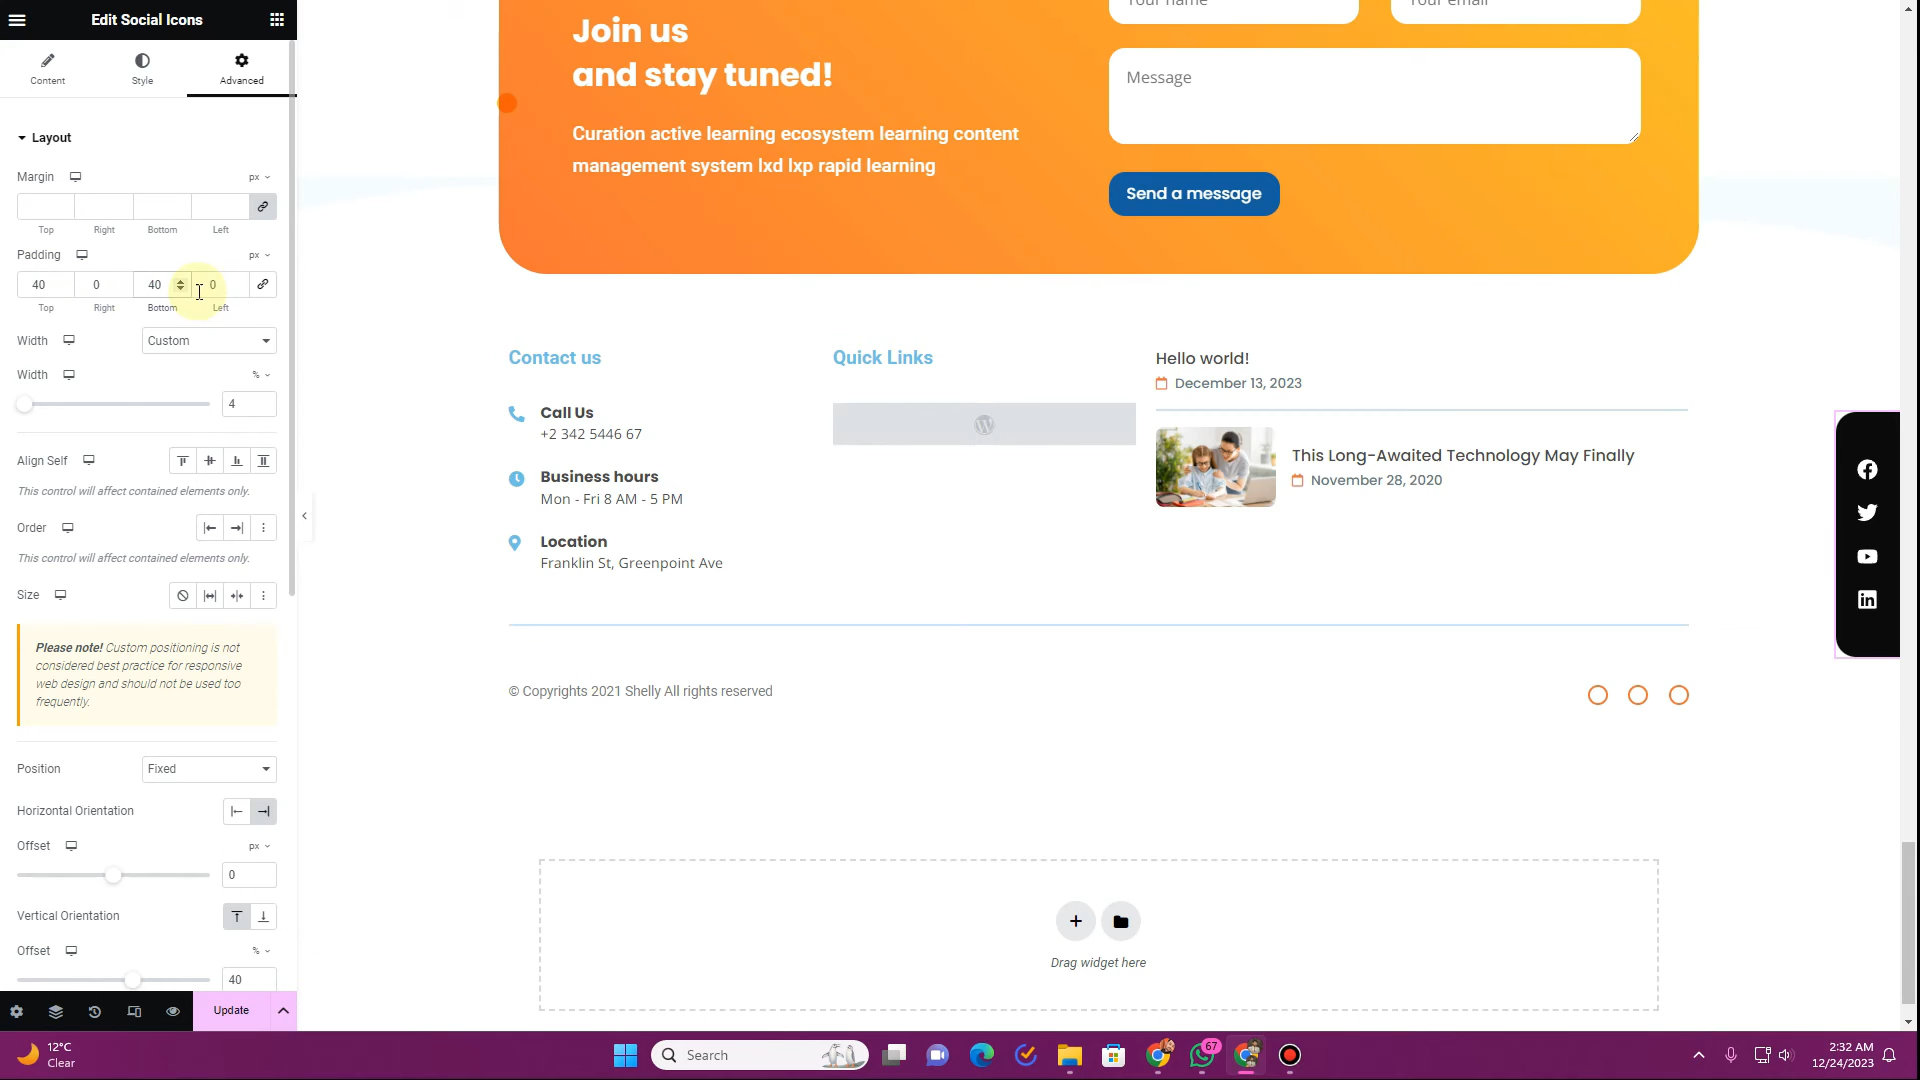 Edit Social Icons
Content
Style
Advanced
Layout
Margin
px
Top
Right
Bottom
Left
Padding
px
40
0
40
0
Top
Right
Bottom
Left
Width
Custom
Width
%
4
Align Self
This control will affect contained elements only.
Order
This control will affect contained elements only.
Size
Please note! Custom positioning is not
considered best practice for responsive
web design and should not be used too
frequently.
Position
Fixed
Horizontal Orientation
Offset
px
0
Vertical Orientation
Offset
%
40
Update
Join us
and stay tuned!
Curation active learning ecosystem learning content
management system lxd lxp rapid learning
Your name
Your email
Message
Send a message
Contact us
Call Us
+2 342 5446 67
Business hours
Mon - Fri 8 AM - 5 PM
Location
Franklin St, Greenpoint Ave
Quick Links
Hello world!
December 13, 2023
This Long-Awaited Technology May Finally
November 28, 2020
© Copyrights 2021 Shelly All rights reserved
Drag widget here
12°C
Clear
Search
67
2:32 AM
12/24/2023